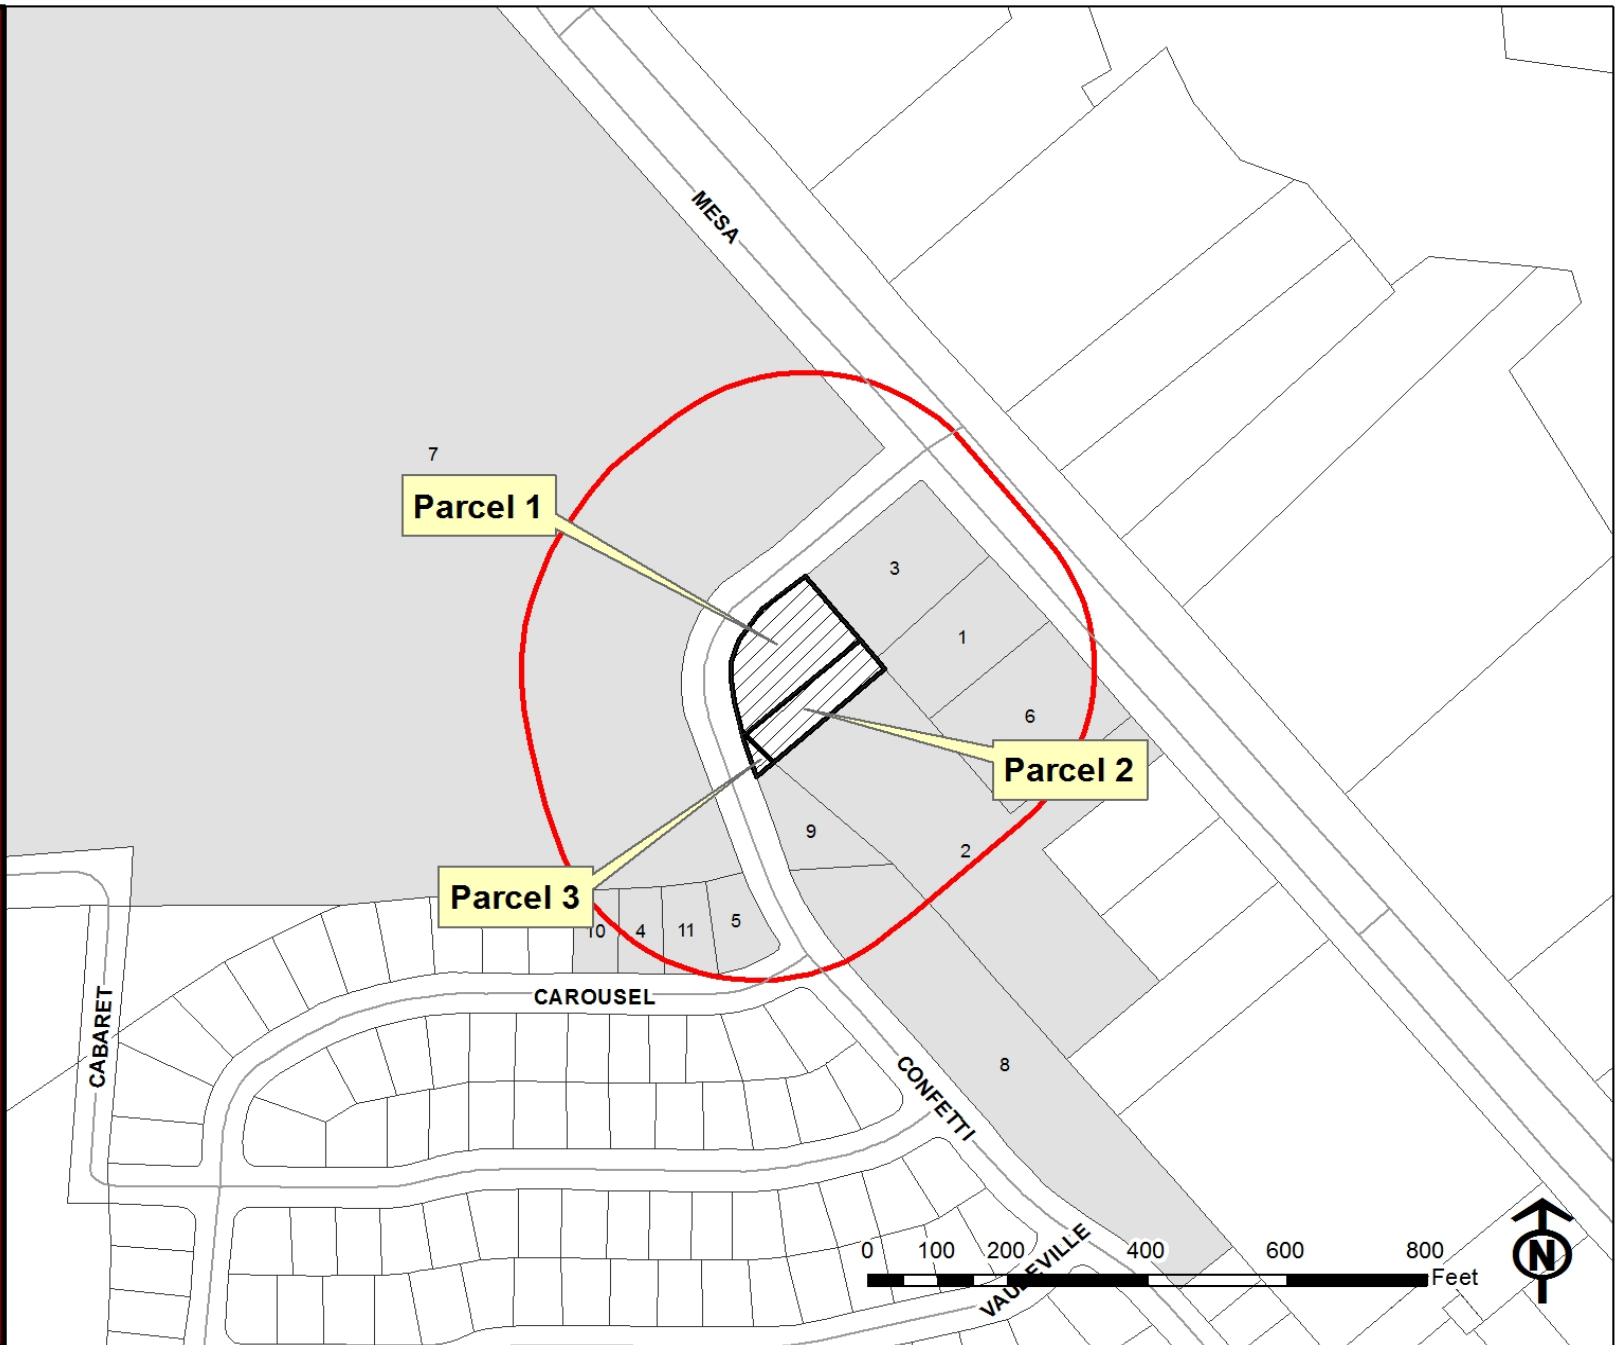 MESA
7
Parcel 1
3
1
6
Parcel 2
9
2
Parcel 3
10
4
11
5
CAROUSEL
CABARET
8
CONFETTI
VAUDEVILLE
0 100 200 400 600 800
Feet
N